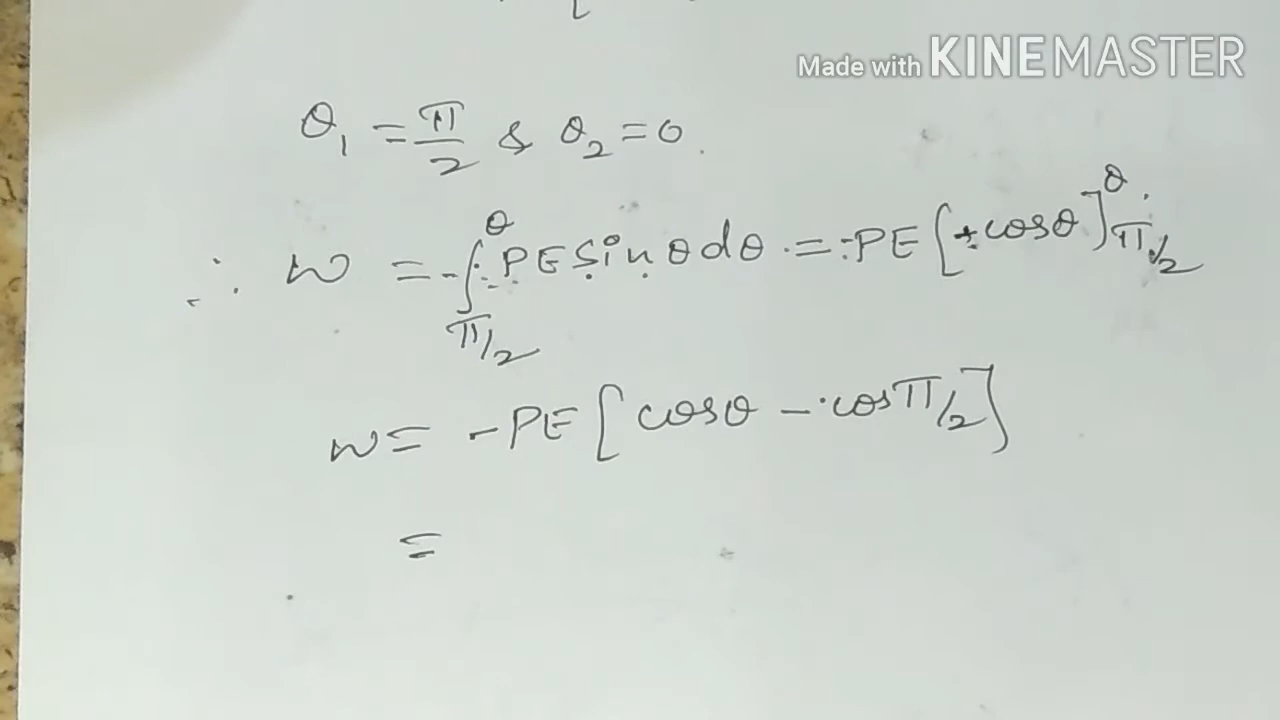 Made with KINEMASTER
θ₁ = π/2 & θ₂ = 0.
∴ W = -∫_{π/2}^{θ} PE sin θ dθ = -PE [+cos θ]_{π/2}^{θ}
W = -PE [cos θ - cos π/2]
=